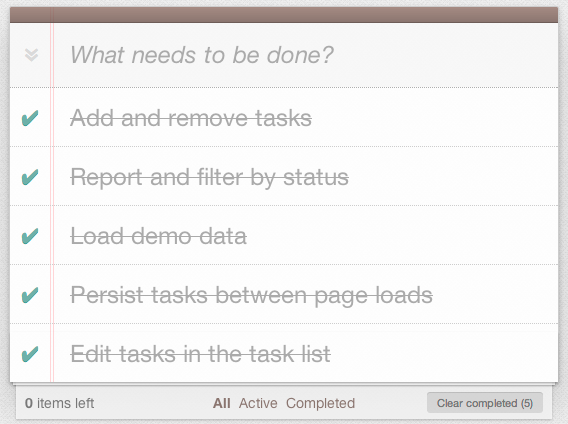 What needs to be done?
Add and remove tasks
Report and filter by status
Load demo data
Persist tasks between page loads
Edit tasks in the task list
0 items left All Active Completed Clear completed (5)